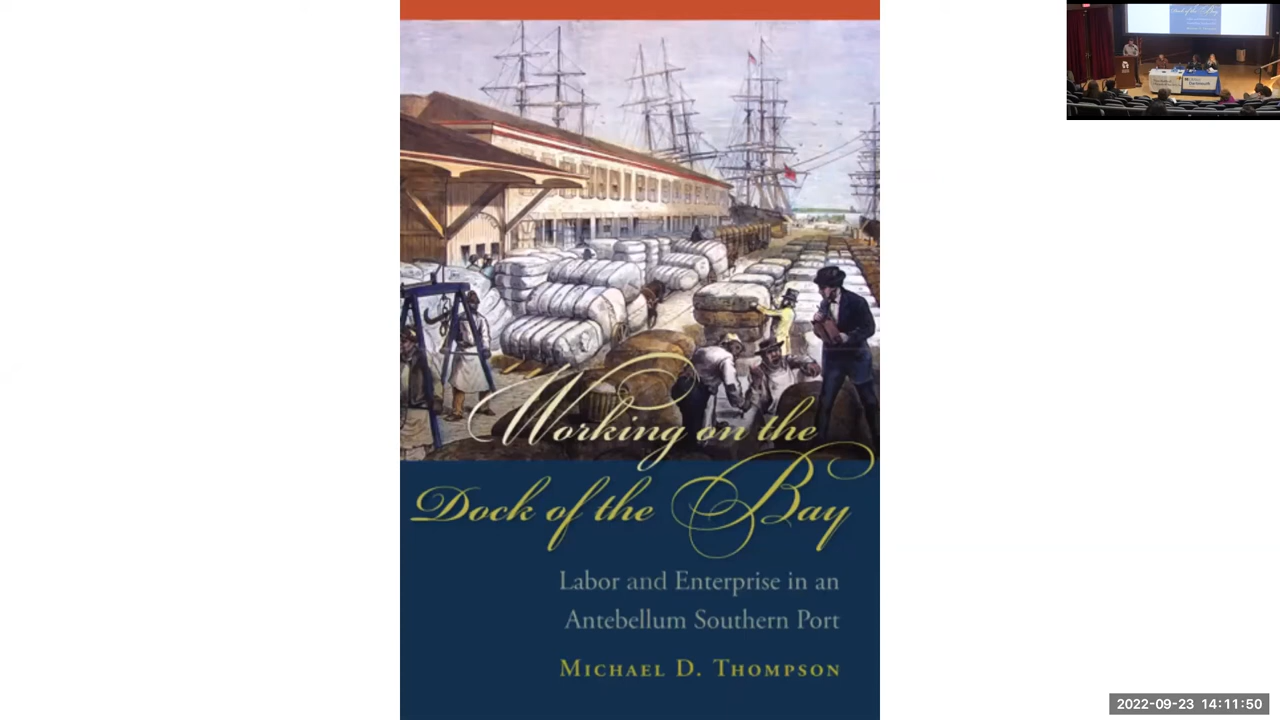 Working on the
Dock of the Bay
Labor and Enterprise in an
Antebellum Southern Port
MICHAEL D. THOMPSON
2022-09-23 14:11:50